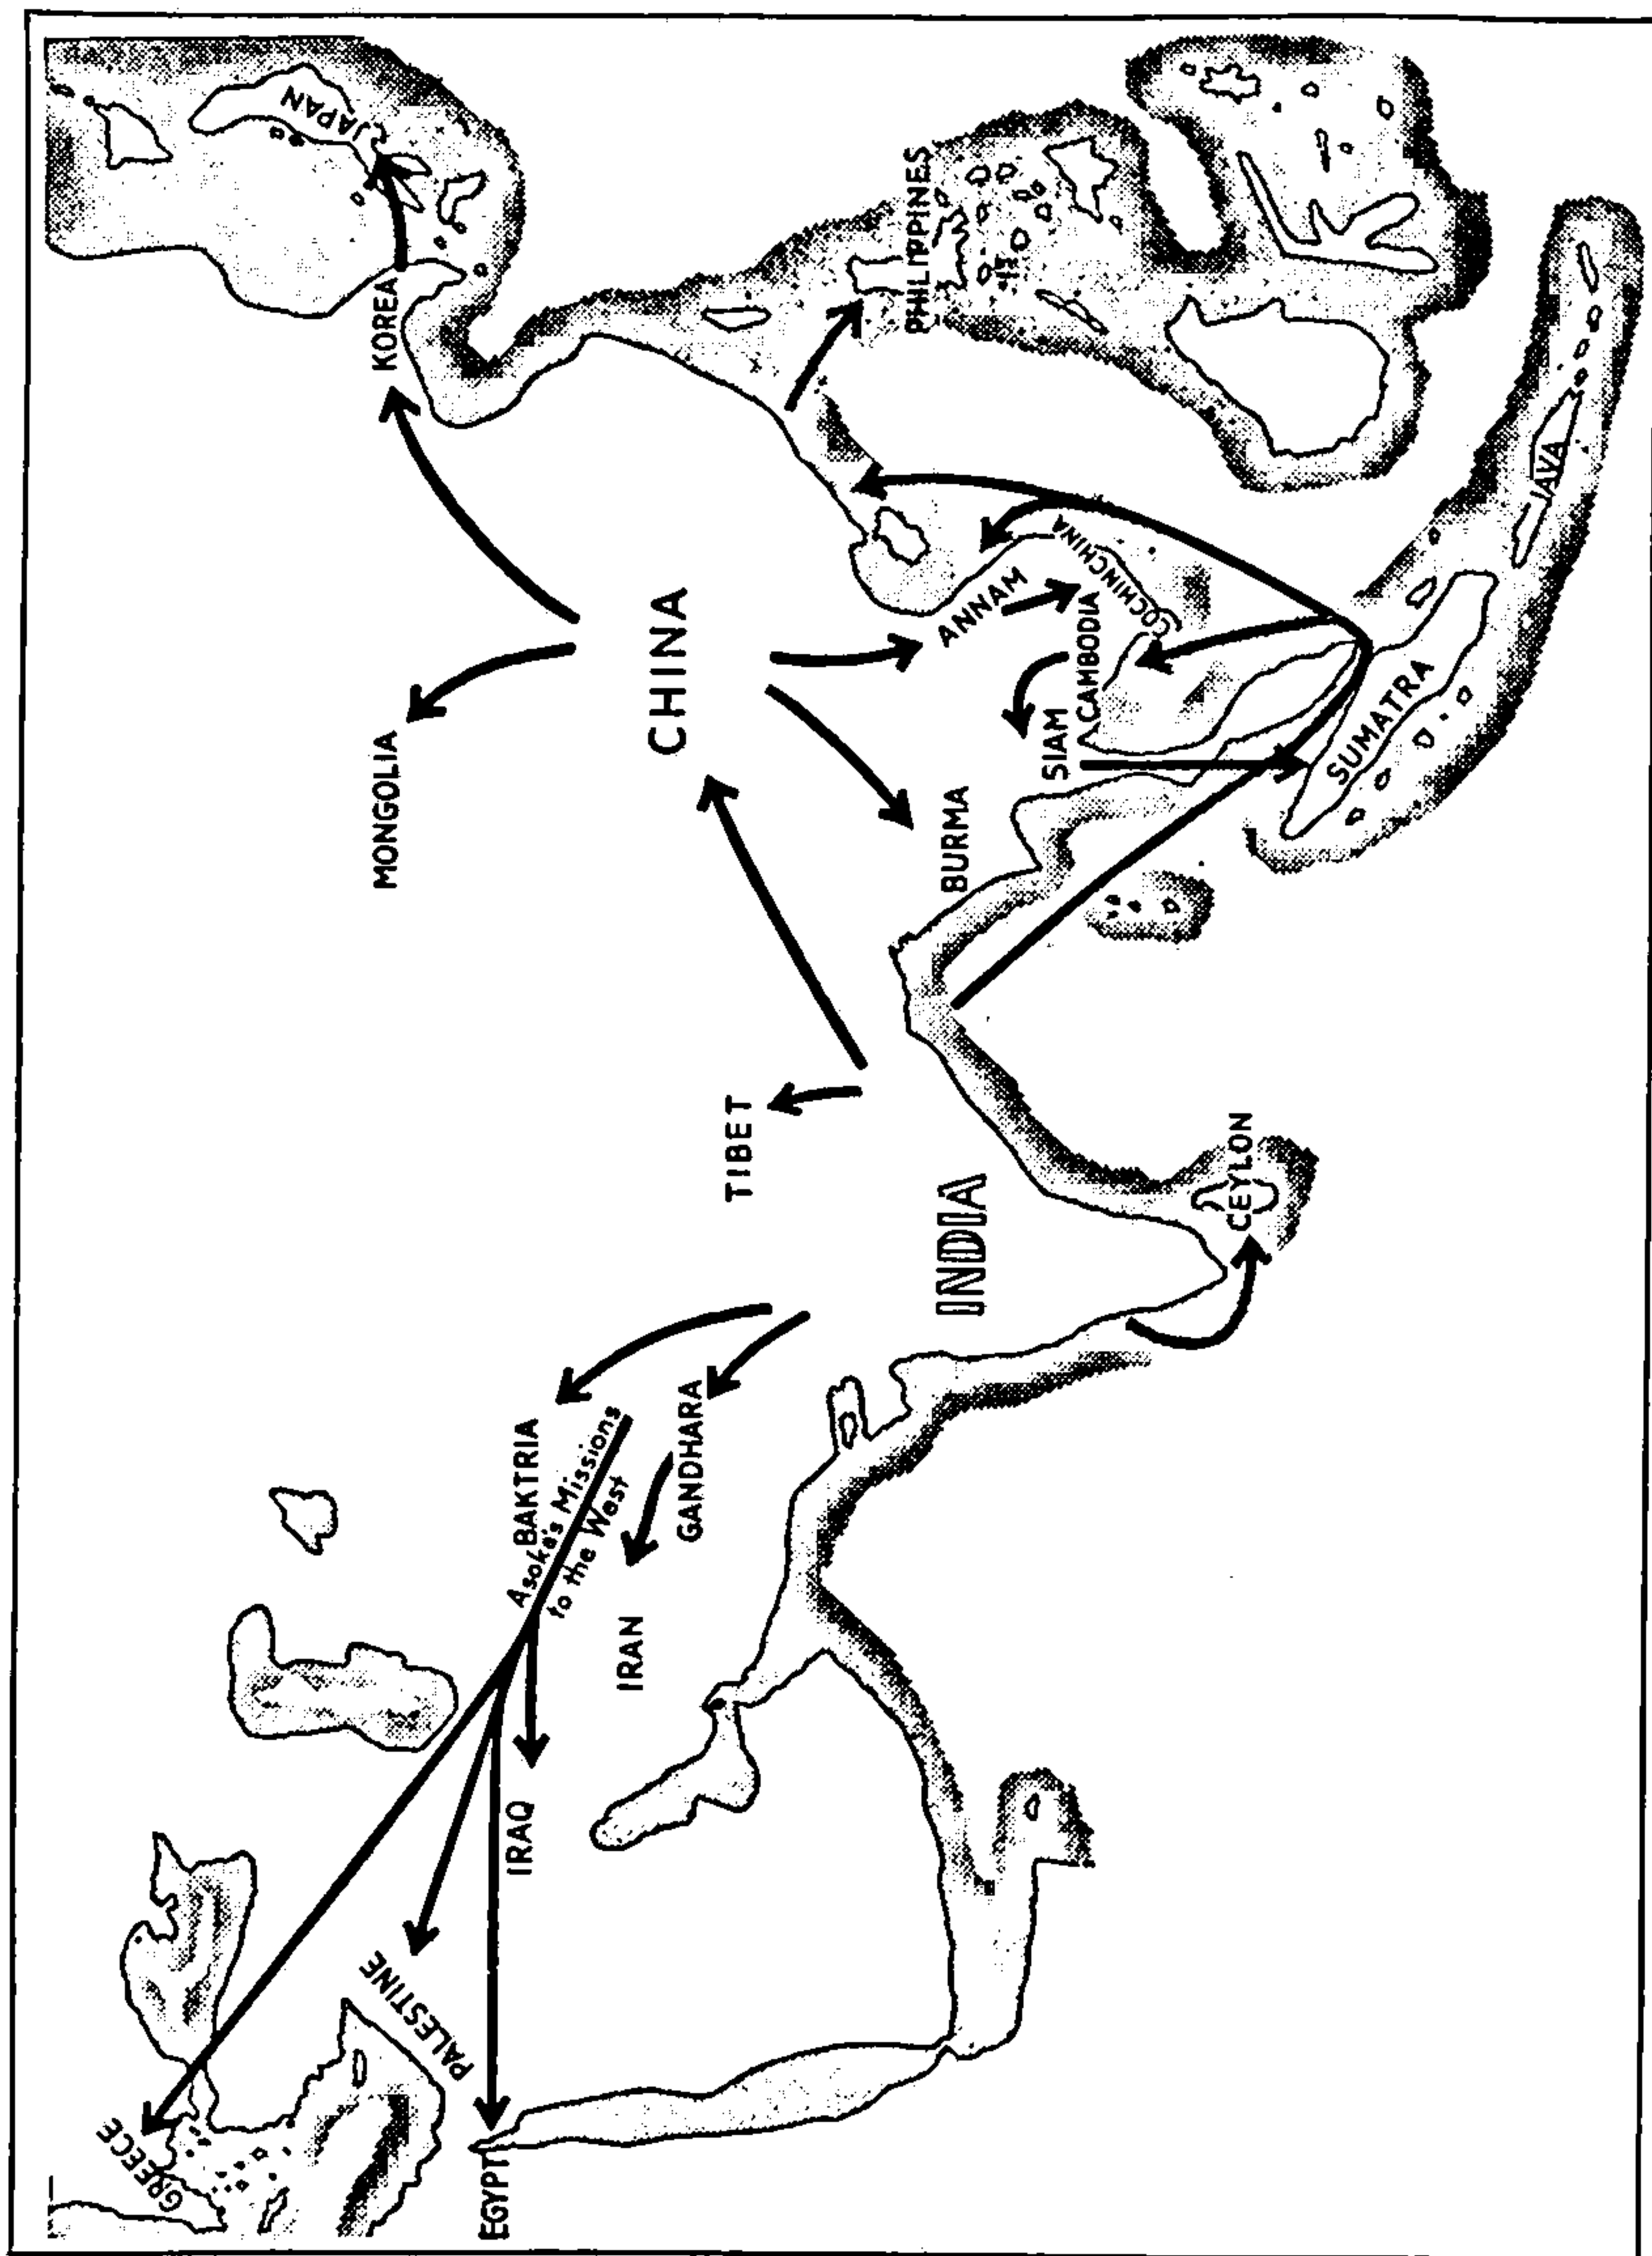 GREECE
PALESTINE
EGYPT
IRAQ
IRAN
BAKTRIA
Asoka's Missions
to the West
GANDHARA
INDIA
CEYLON
TIBET
MONGOLIA
CHINA
BURMA
SIAM
CAMBODIA
ANNAM
COCHINCHINA
SUMATRA
JAVA
PHILIPPINES
KOREA
JAPAN